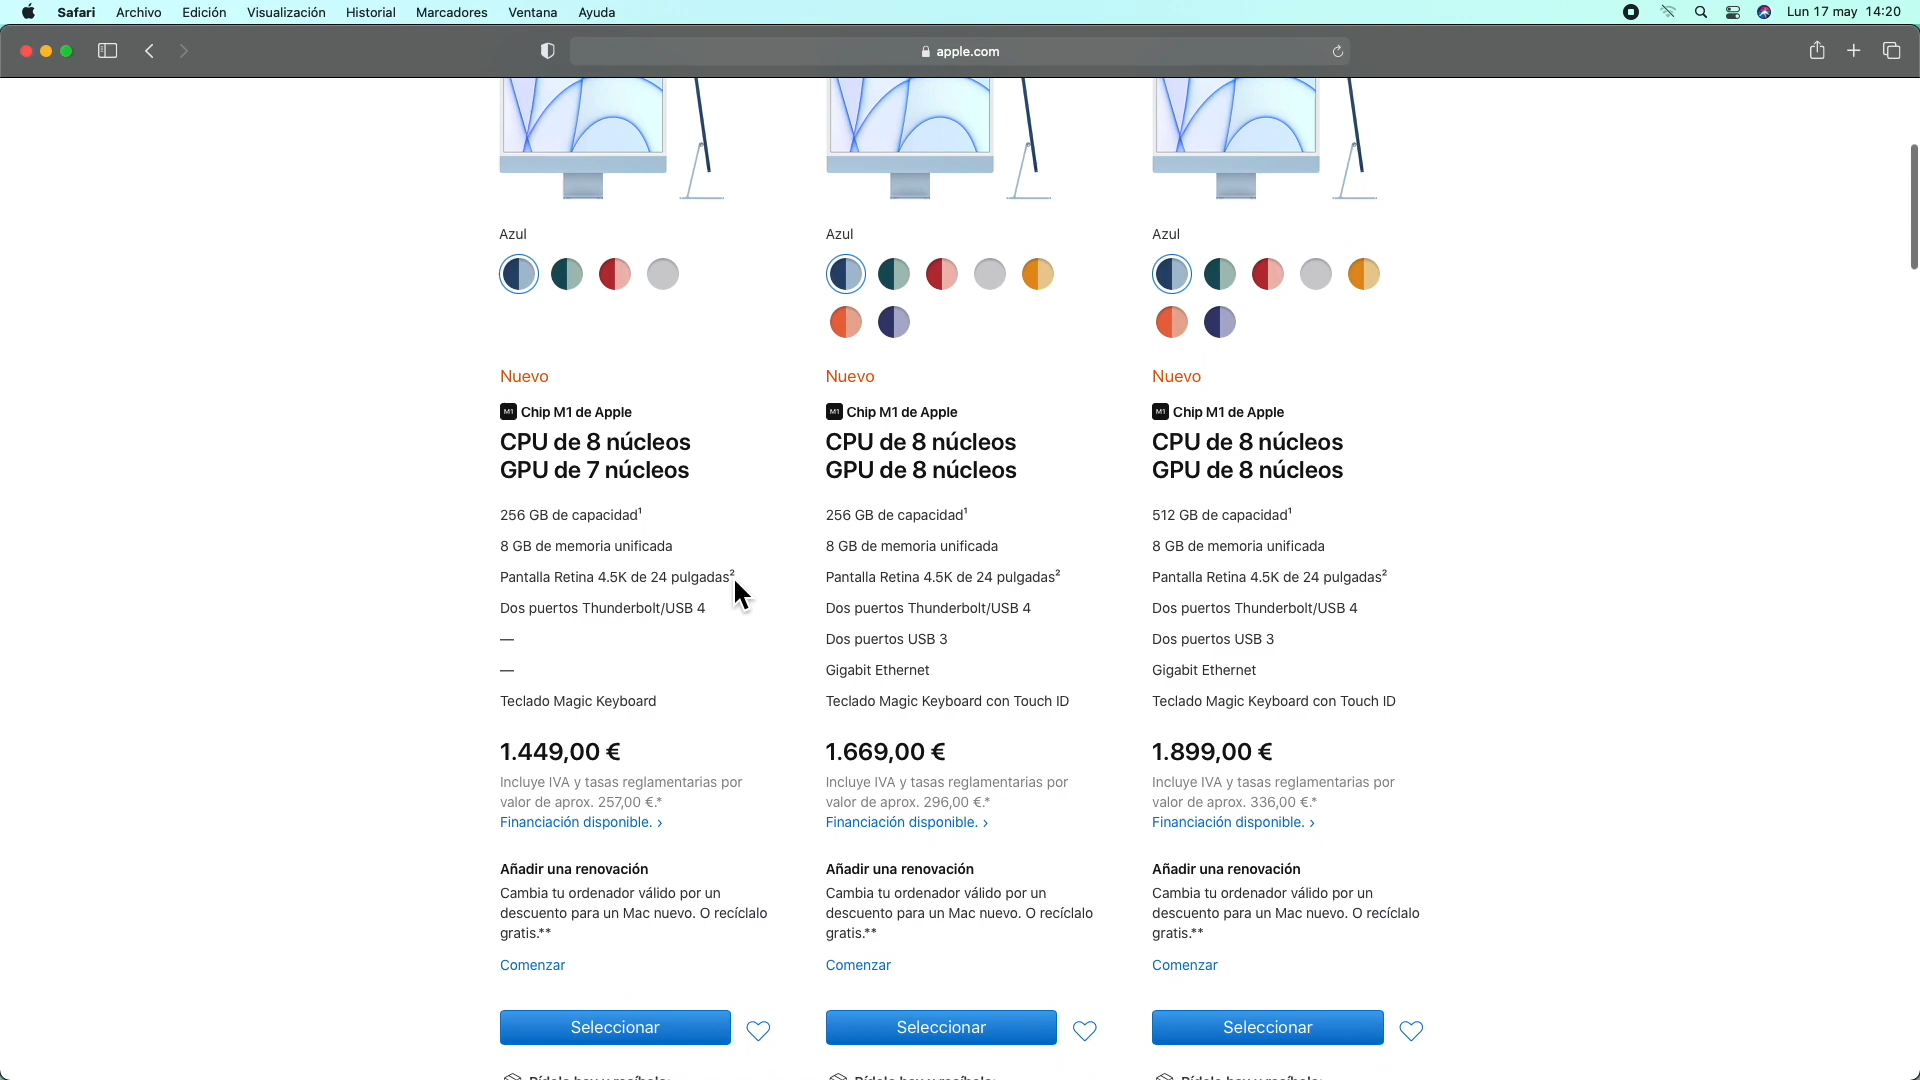 Safari Archivo Edición Visualización Historial Marcadores Ventana Ayuda Lun 17 may 14:20
apple.com
Azul Azul Azul
Nuevo Nuevo Nuevo
M1 Chip M1 de Apple M1 Chip M1 de Apple M1 Chip M1 de Apple
CPU de 8 núcleos CPU de 8 núcleos CPU de 8 núcleos
GPU de 7 núcleos GPU de 8 núcleos GPU de 8 núcleos
256 GB de capacidad¹ 256 GB de capacidad¹ 512 GB de capacidad¹
8 GB de memoria unificada 8 GB de memoria unificada 8 GB de memoria unificada
Pantalla Retina 4.5K de 24 pulgadas² Pantalla Retina 4.5K de 24 pulgadas² Pantalla Retina 4.5K de 24 pulgadas²
Dos puertos Thunderbolt/USB 4 Dos puertos Thunderbolt/USB 4 Dos puertos Thunderbolt/USB 4
— Dos puertos USB 3 Dos puertos USB 3
— Gigabit Ethernet Gigabit Ethernet
Teclado Magic Keyboard Teclado Magic Keyboard con Touch ID Teclado Magic Keyboard con Touch ID
1.449,00 € 1.669,00 € 1.899,00 €
Incluye IVA y tasas reglamentarias por Incluye IVA y tasas reglamentarias por Incluye IVA y tasas reglamentarias por
valor de aprox. 257,00 €.* valor de aprox. 296,00 €.* valor de aprox. 336,00 €.*
Financiación disponible. › Financiación disponible. › Financiación disponible. ›
Añadir una renovación Añadir una renovación Añadir una renovación
Cambia tu ordenador válido por un Cambia tu ordenador válido por un Cambia tu ordenador válido por un
descuento para un Mac nuevo. O recíclalo descuento para un Mac nuevo. O recíclalo descuento para un Mac nuevo. O recíclalo
gratis.** gratis.** gratis.**
Comenzar Comenzar Comenzar
Seleccionar Seleccionar Seleccionar